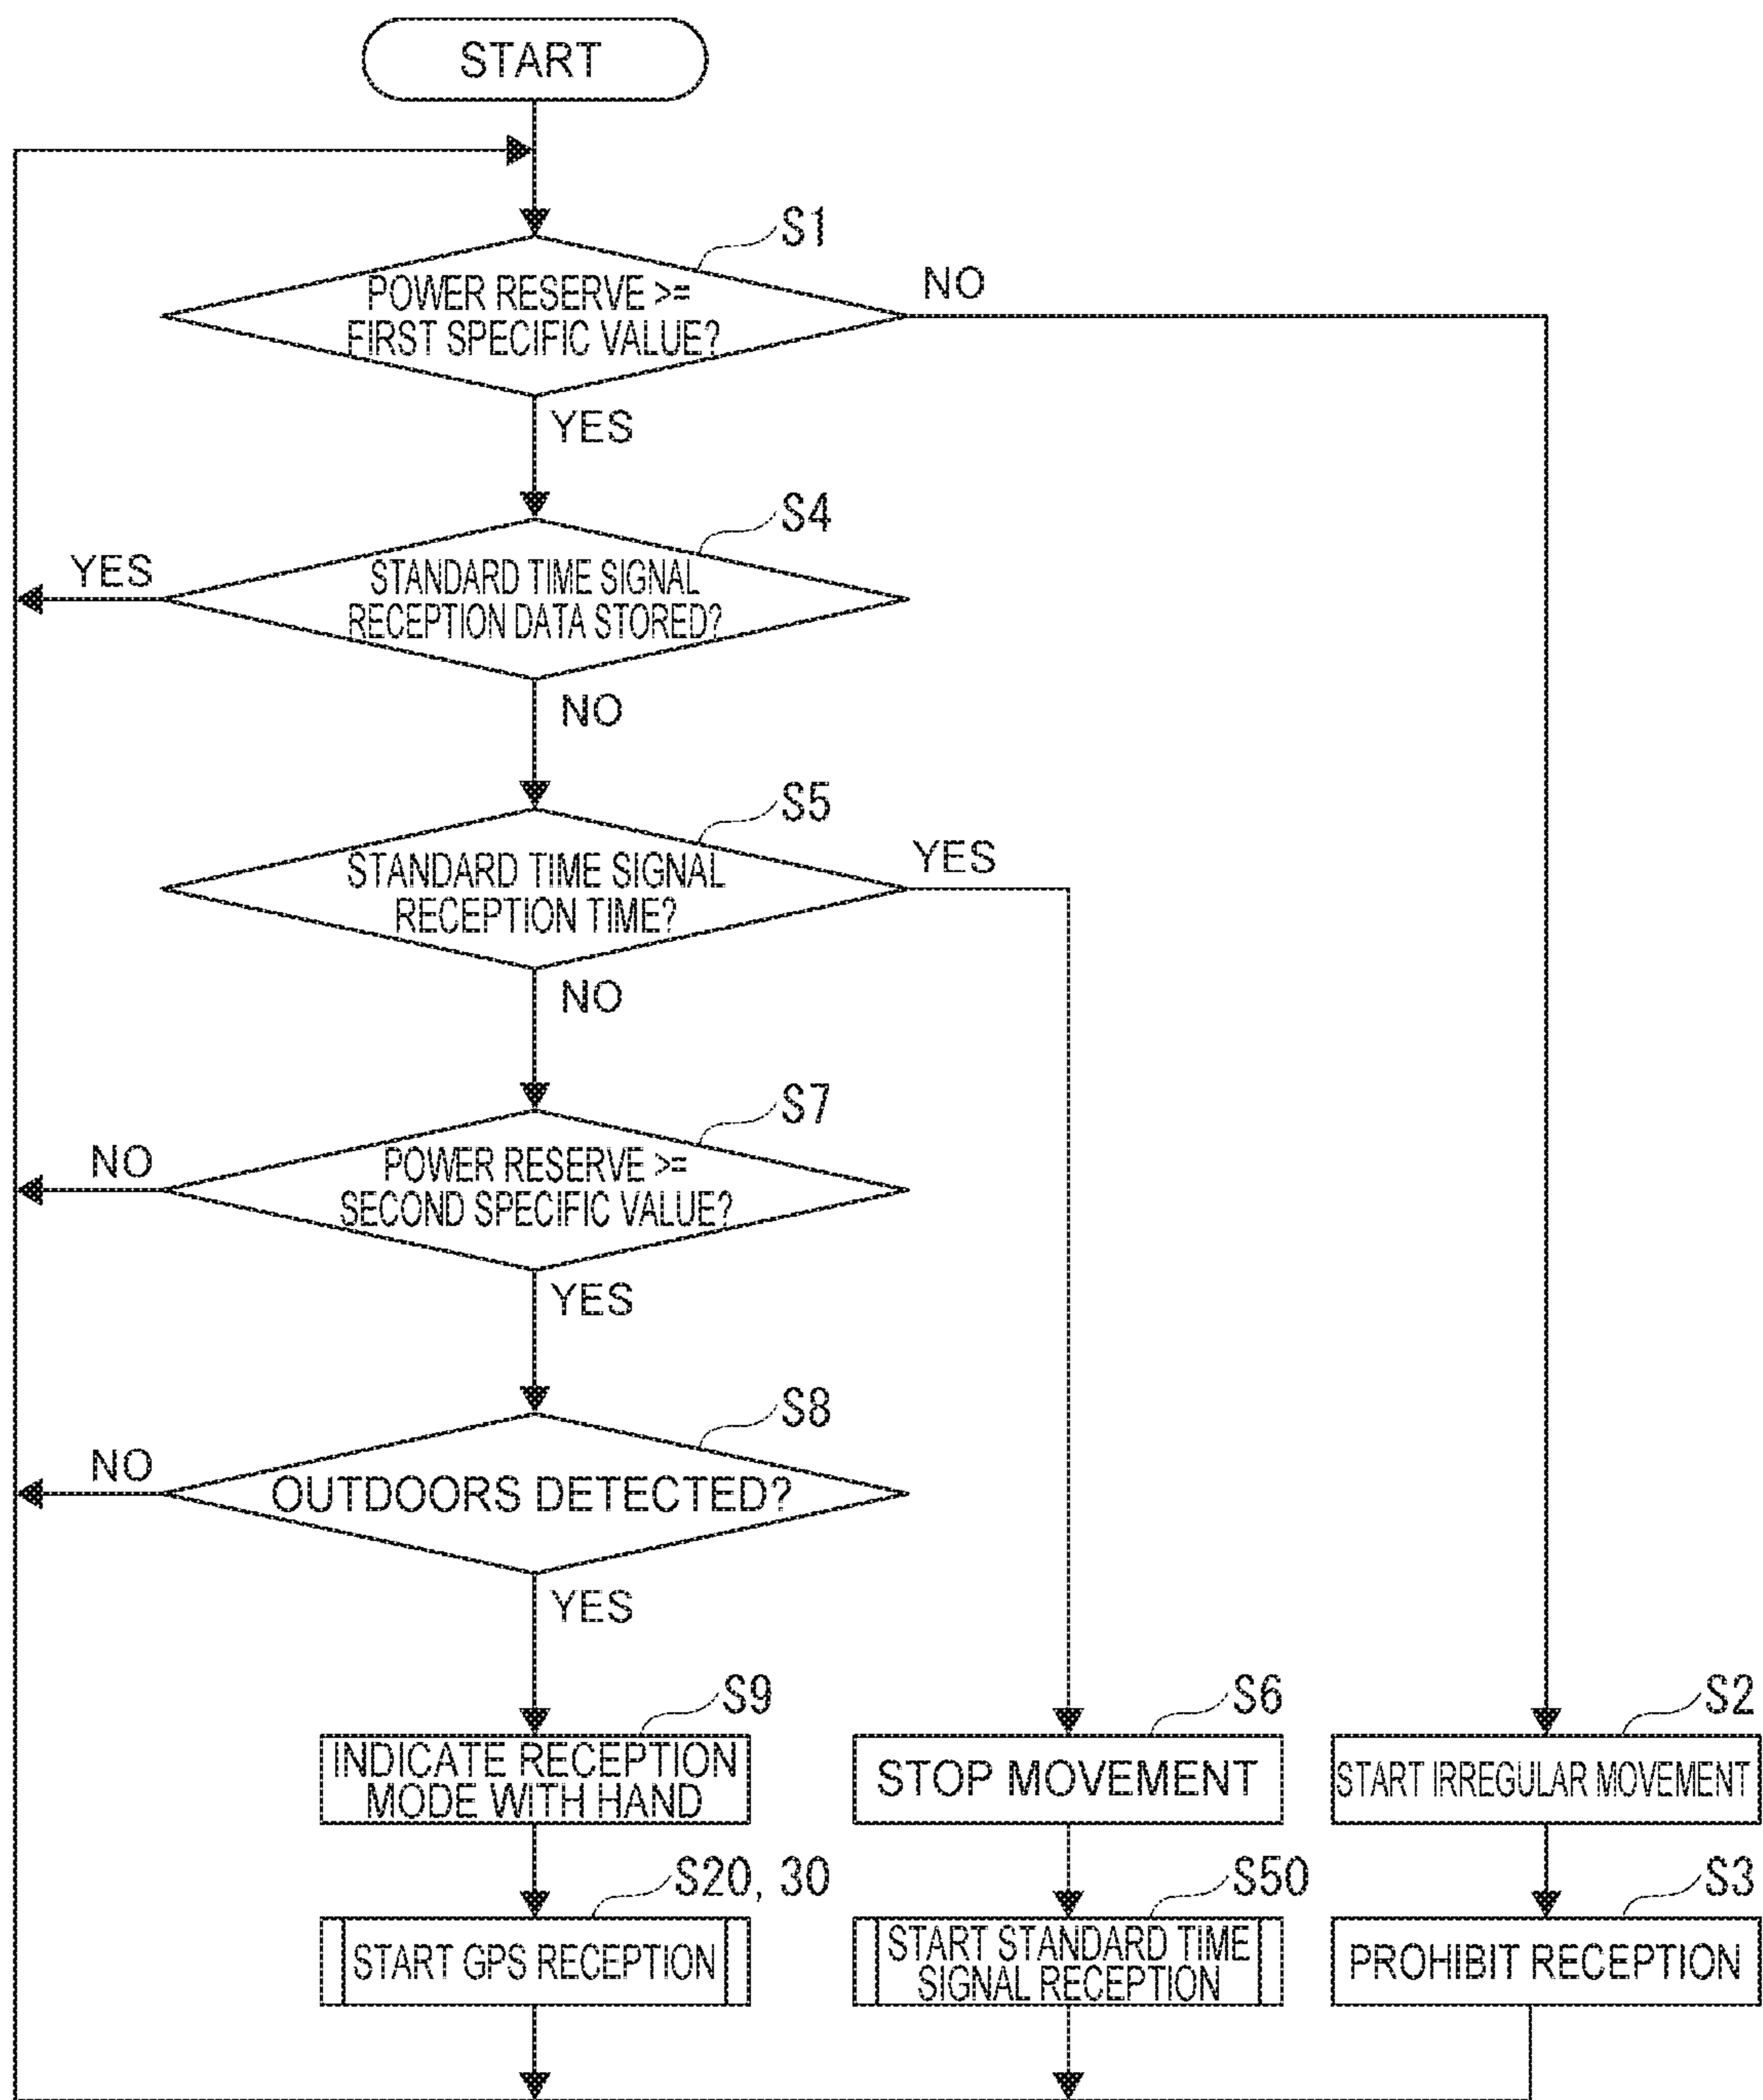 START
S1
POWER RESERVE >=
FIRST SPECIFIC VALUE?
NO
YES
S4
YES
STANDARD TIME SIGNAL
RECEPTION DATA STORED?
NO
S5
STANDARD TIME SIGNAL
RECEPTION TIME?
YES
NO
S7
NO
POWER RESERVE >=
SECOND SPECIFIC VALUE?
YES
S8
NO
OUTDOORS DETECTED?
YES
S9
INDICATE RECEPTION
MODE WITH HAND
S6
STOP MOVEMENT
S2
START IRREGULAR MOVEMENT
S20, 30
START GPS RECEPTION
S50
START STANDARD TIME
SIGNAL RECEPTION
S3
PROHIBIT RECEPTION